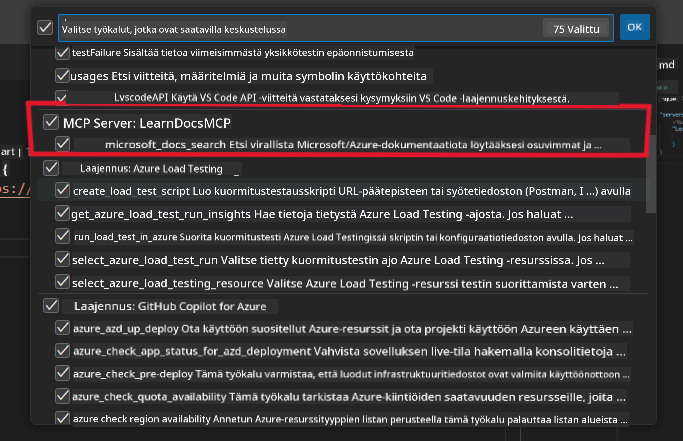 Valitse työkalut, jotka ovat saatavilla keskustelussa
75 Valittu
OK
testFailure Sisältää tietoa viimeisimmästä yksikkötestin epäonnistumisesta
usages Etsi viitteitä, määritelmiä ja muita symbolin käyttökohteita
LvscodeAPI Käytä VS Code API -viitteitä vastataksesi kysymyksiin VS Code -laajennuskehityksestä.
MCP Server: LearnDocsMCP
microsoft_docs_search Etsi virallista Microsoft/Azure-dokumentaatiota löytääksesi osuvimmat ja ...
Laajennus: Azure Load Testing
create_load_test_script Luo kuormitustestausskripti URL-päätepisteen tai syötetiedoston (Postman, I ...) avulla
get_azure_load_test_run_insights Hae tietoja tietystä Azure Load Testing -ajosta. Jos haluat ...
run_load_test_in_azure Suorita kuormitustesti Azure Load Testingissä skriptin tai konfiguraatiotiedoston avulla. Jos haluat ...
select_azure_load_test_run Valitse tietty kuormitustestin ajo Azure Load Testing -resurssissa. Jos ...
select_azure_load_testing_resource Valitse Azure Load Testing -resurssi testin suorittamista varten ...
Laajennus: GitHub Copilot for Azure
azure_azd_up_deploy Ota käyttöön suositellut Azure-resurssit ja ota projekti käyttöön Azureen käyttäen ...
azure_check_app_status_for_azd_deployment Vahvista sovelluksen live-tila hakemalla konsolitietoja ...
azure_check_pre-deploy Tämä työkalu varmistaa, että luodut infrastruktuuritiedostot ovat valmiita käyttöönottoon ...
azure_check_quota_availability Tämä työkalu tarkistaa Azure-kiintiöiden saatavuuden resursseille, joita ...
azure check region availability Annetun Azure-resurssityyppien listan perusteella tämä työkalu palauttaa listan alueista ...
md
art |
{